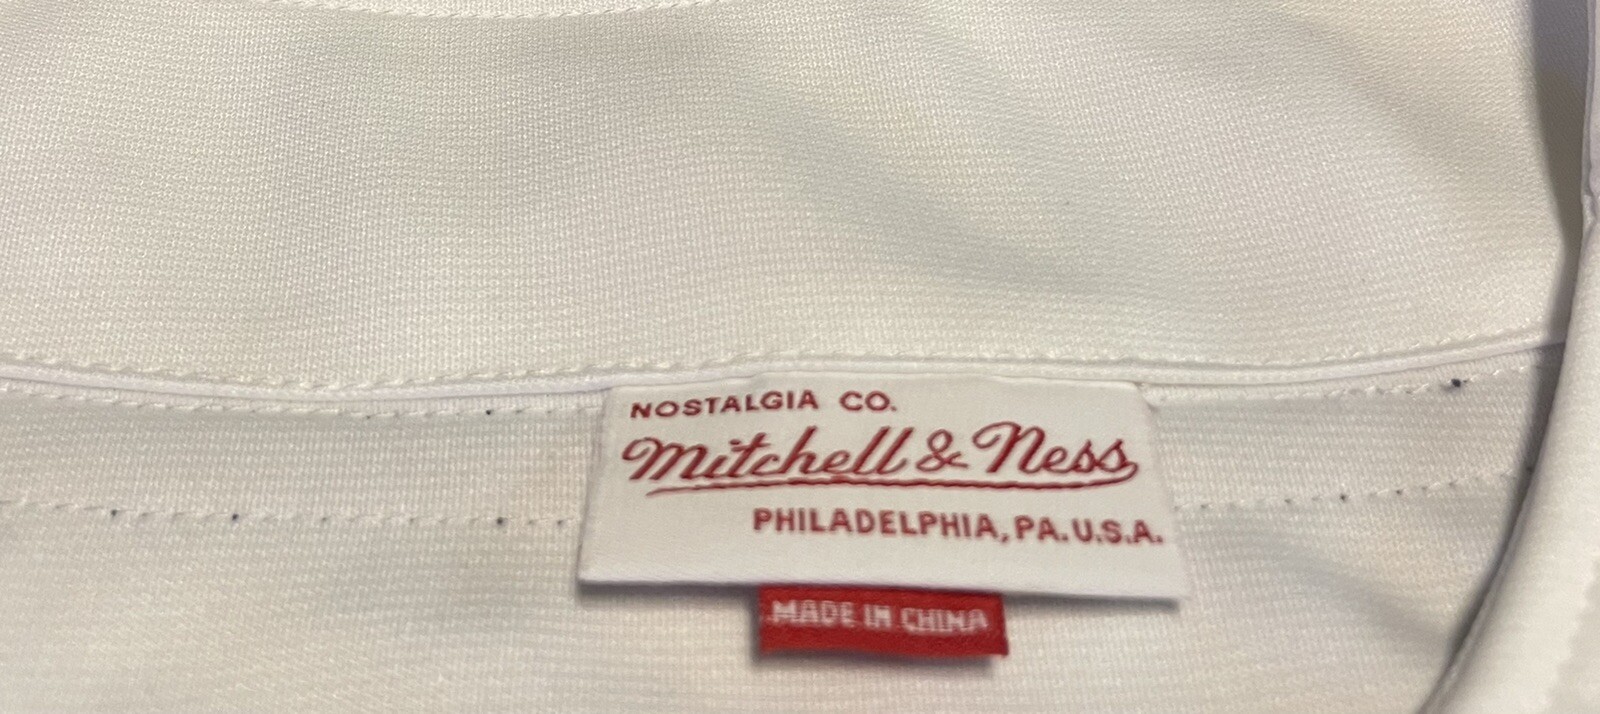 NOSTALGIA CO.
Mitchell & Ness
PHILADELPHIA, PA. U.S.A.
MADE IN CHINA